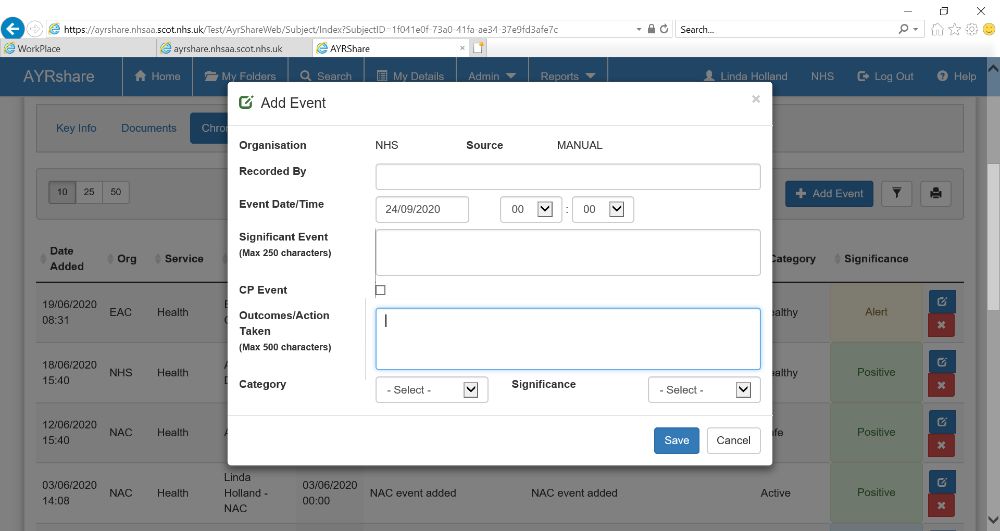 https://ayrshare.nhsaa.scot.nhs.uk/Test/AyrShareWeb/Subject/Index?SubjectID=1f041e0f-73a0-41fa-ae34-37e9fd3afe7c
Search...
WorkPlace
ayrshare.nhsaa.scot.nhs.uk
AYRShare
AYRshare
Home
My Folders
Search
My Details
Admin
Reports
Linda Holland
NHS
Log Out
Help
Key Info
Documents
Add Event
Organisation
NHS
Source
MANUAL
Recorded By
Event Date/Time
24/09/2020
00
:
00
Significant Event
(Max 250 characters)
CP Event
Outcomes/Action
Taken
(Max 500 characters)
Category
- Select -
Significance
- Select -
Save
Cancel
10
25
50
Add Event
Date
Added
Org
Service
Category
Significance
19/06/2020
08:31
EAC
Health
Alert
18/06/2020
15:40
NHS
Health
Positive
12/06/2020
15:40
NAC
Health
Positive
03/06/2020
14:08
NAC
Health
Linda
Holland -
NAC
03/06/2020
00:00
NAC event added
NAC event added
Active
Positive